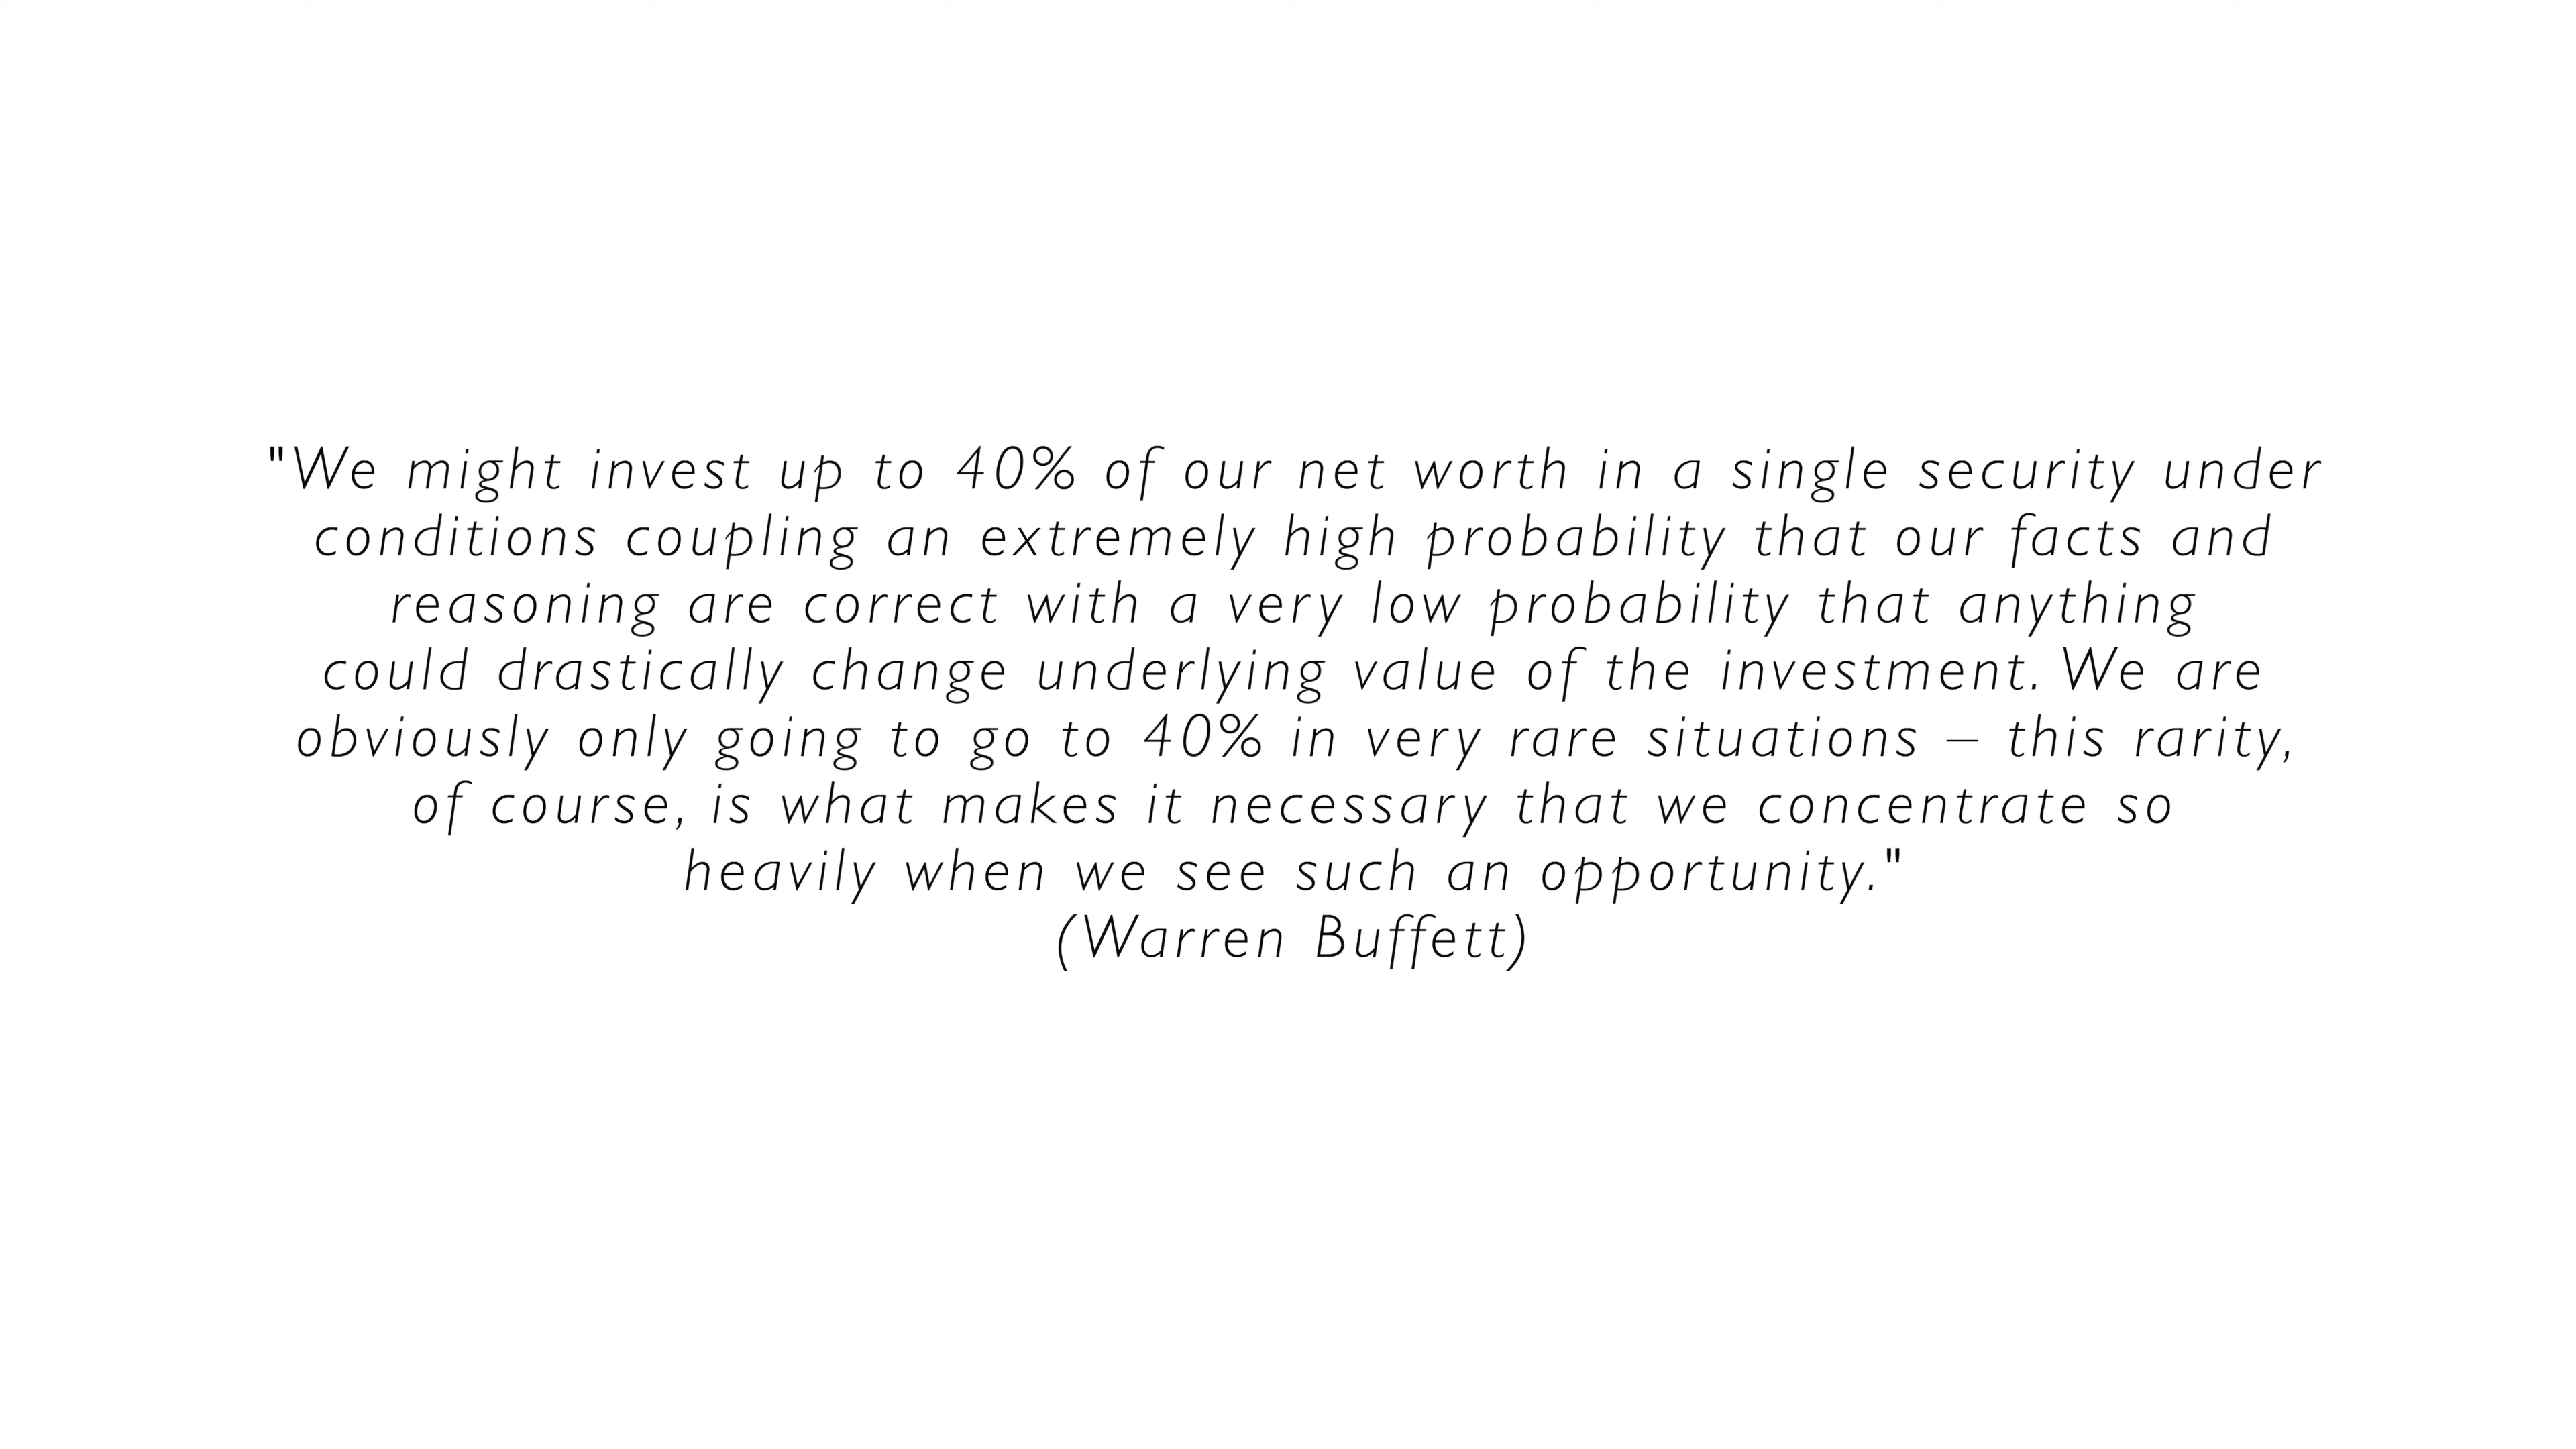 "We might invest up to 40% of our net worth in a single security under
conditions coupling an extremely high probability that our facts and
reasoning are correct with a very low probability that anything
could drastically change underlying value of the investment. We are
obviously only going to go to 40% in very rare situations – this rarity,
of course, is what makes it necessary that we concentrate so
heavily when we see such an opportunity."
(Warren Buffett)